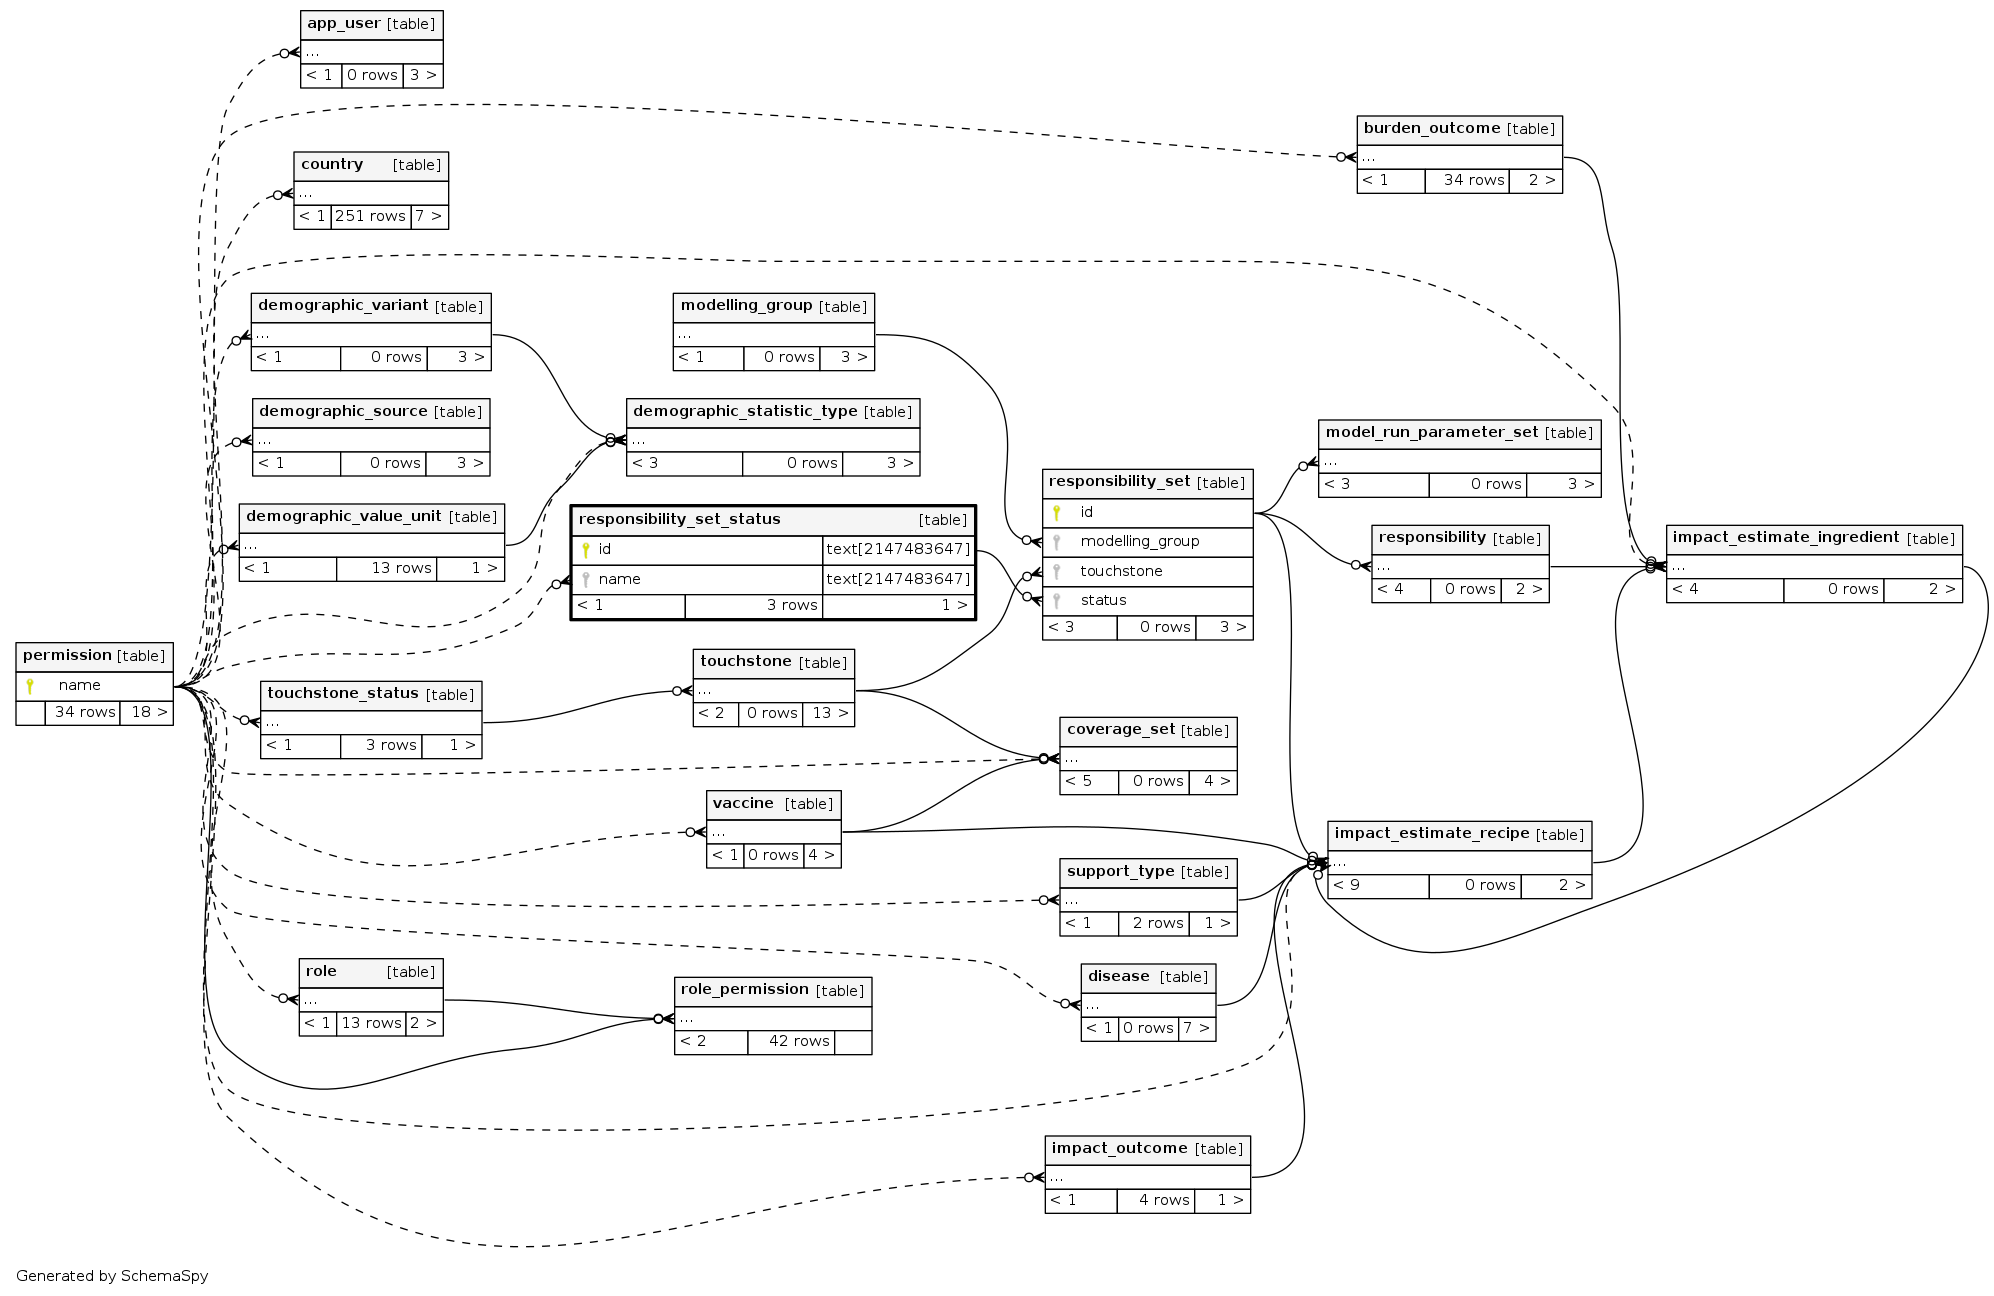 app_user [table]
...
< 1 0 rows 3 >
burden_outcome [table]
...
< 1 34 rows 2 >
country [table]
...
< 1 251 rows 7 >
demographic_variant [table]
...
< 1 0 rows 3 >
modelling_group [table]
...
< 1 0 rows 3 >
demographic_source [table]
...
< 1 0 rows 3 >
demographic_statistic_type [table]
...
< 3 0 rows 3 >
model_run_parameter_set [table]
...
< 3 0 rows 3 >
responsibility_set [table]
id
modelling_group
touchstone
status
< 3 0 rows 3 >
demographic_value_unit [table]
...
< 1 13 rows 1 >
responsibility_set_status [table]
id text[2147483647]
name text[2147483647]
< 1 3 rows 1 >
responsibility [table]
...
< 4 0 rows 2 >
impact_estimate_ingredient [table]
...
< 4 0 rows 2 >
permission [table]
name
34 rows 18 >
touchstone [table]
...
< 2 0 rows 13 >
touchstone_status [table]
...
< 1 3 rows 1 >
coverage_set [table]
...
< 5 0 rows 4 >
vaccine [table]
...
< 1 0 rows 4 >
impact_estimate_recipe [table]
...
< 9 0 rows 2 >
support_type [table]
...
< 1 2 rows 1 >
role [table]
...
< 1 13 rows 2 >
role_permission [table]
...
< 2 42 rows
disease [table]
...
< 1 0 rows 7 >
impact_outcome [table]
...
< 1 4 rows 1 >
Generated by SchemaSpy